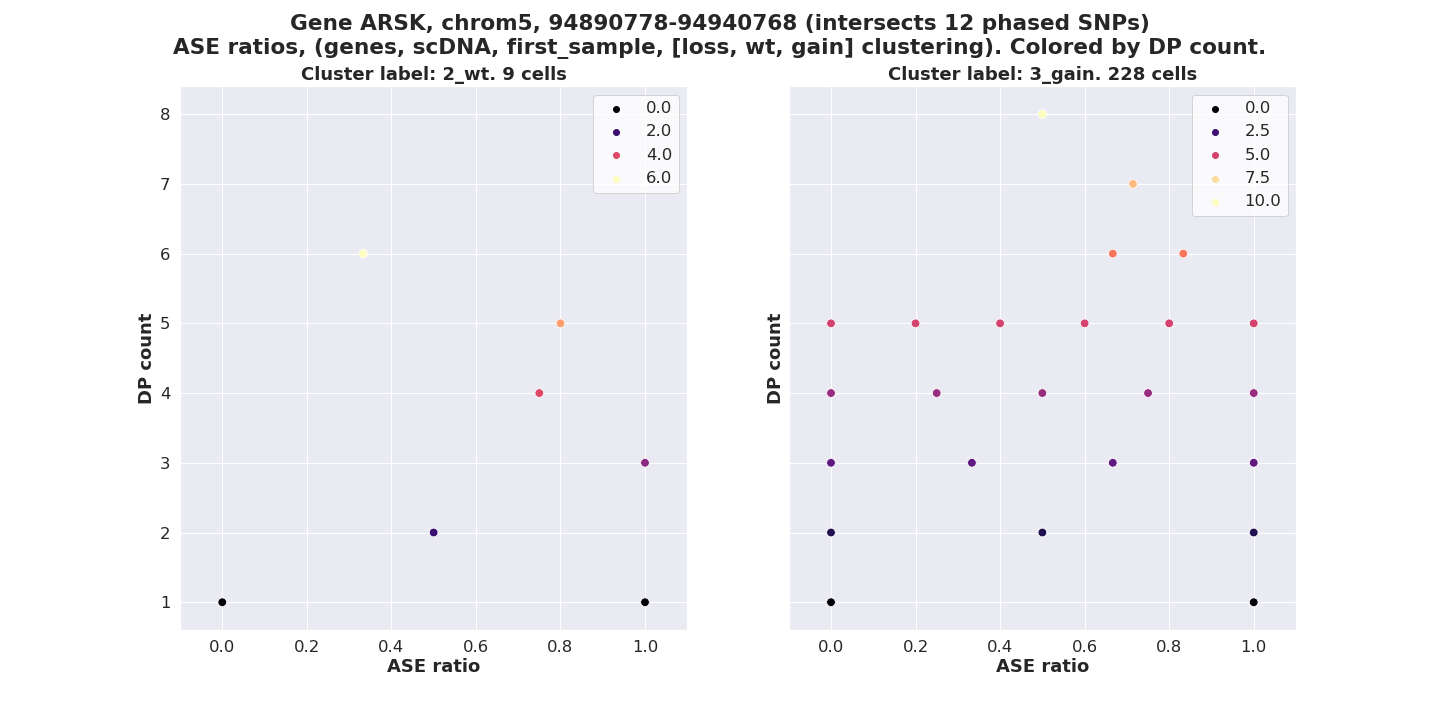 Gene ARSK, chrom5, 94890778-94940768 (intersects 12 phased SNPs)
ASE ratios, (genes, scDNA, first_sample, [loss, wt, gain] clustering). Colored by DP count.
Cluster label: 2_wt. 9 cells
8
7
6
5
4
3
2
1
DP count
0.0
2.0
4.0
6.0
0.0 0.2 0.4 0.6 0.8 1.0
ASE ratio
Cluster label: 3_gain. 228 cells
DP count
0.0
2.5
5.0
7.5
10.0
0.0 0.2 0.4 0.6 0.8 1.0
ASE ratio